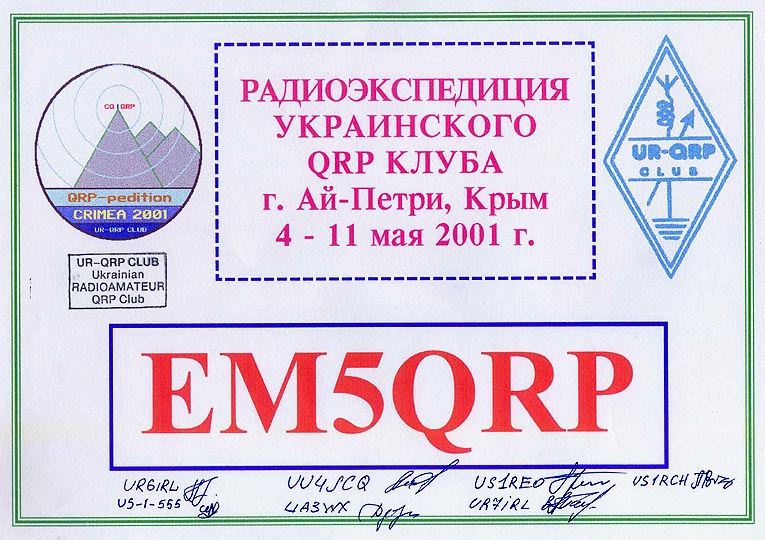 CQ QRP
QRP-pedition
CRIMEA 2001
UR-QRP CLUB
UR-QRP CLUB
Ukrainian
RADIOAMATEUR
QRP Club
РАДИОЭКСПЕДИЦИЯ
УКРАИНСКОГО
QRP КЛУБА
г. Ай-Петри, Крым
4 - 11 мая 2001 г.
UR-QRP
CLUB
EM5QRP
UR6IRL UU4JCQ US1REO US1RCH
US-I-555 4A3WX UR7IRL